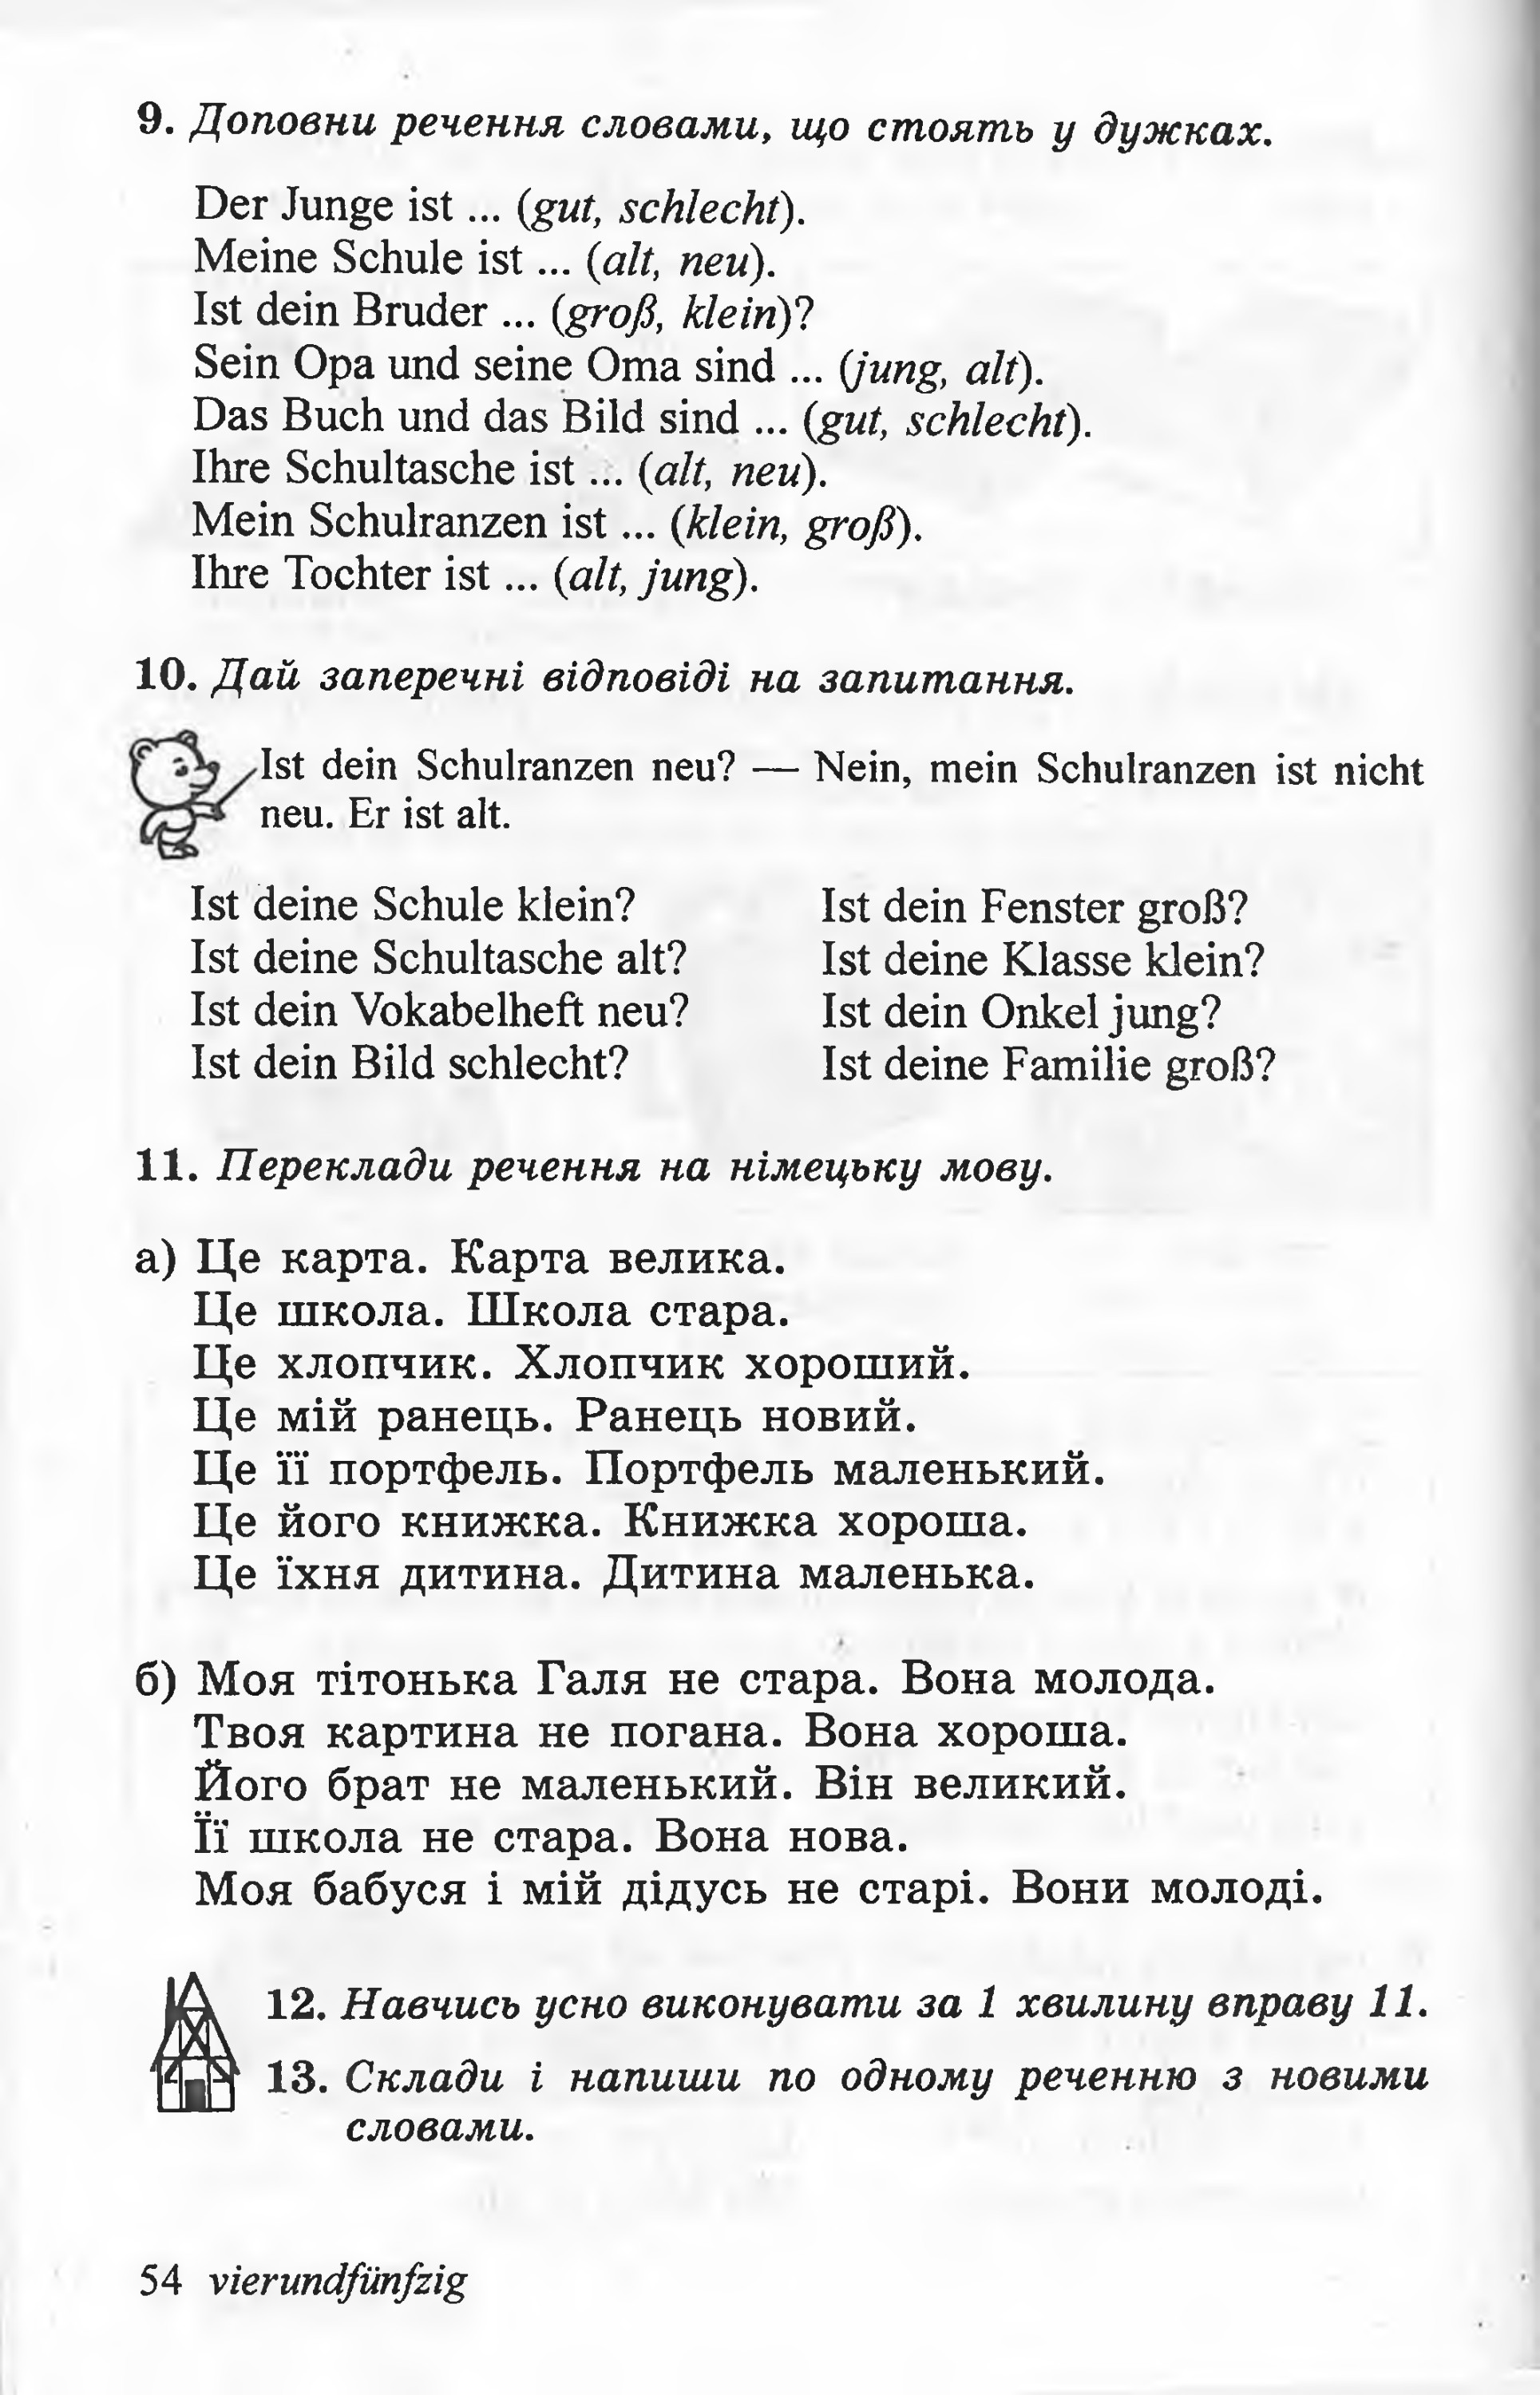 9. Доповни речення словами, що стоять у дужках.
Der Junge ist ... (gut, schlecht).
Meine Schule ist ... (alt, neu).
Ist dein Bruder ... (groß, klein)?
Sein Opa und seine Oma sind ... (jung, alt).
Das Buch und das Bild sind ... (gut, schlecht).
Ihre Schultasche ist ... (alt, neu).
Mein Schulranzen ist ... (klein, groß).
Ihre Tochter ist ... (alt, jung).
10. Дай заперечні відповіді на запитання.
Ist dein Schulranzen neu? — Nein, mein Schulranzen ist nicht
neu. Er ist alt.
Ist deine Schule klein?
Ist deine Schultasche alt?
Ist dein Vokabelheft neu?
Ist dein Bild schlecht?
Ist dein Fenster groß?
Ist deine Klasse klein?
Ist dein Onkel jung?
Ist deine Familie groß?
11. Переклади речення на німецьку мову.
а) Це карта. Карта велика.
Це школа. Школа стара.
Це хлопчик. Хлопчик хороший.
Це мій ранець. Ранець новий.
Це її портфель. Портфель маленький.
Це його книжка. Книжка хороша.
Це їхня дитина. Дитина маленька.
б) Моя тітонька Галя не стара. Вона молода.
Твоя картина не погана. Вона хороша.
Його брат не маленький. Він великий.
Її школа не стара. Вона нова.
Моя бабуся і мій дідусь не старі. Вони молоді.
12. Навчись усно виконувати за 1 хвилину вправу 11.
13. Склади і напиши по одному реченню з новими
словами.
54 vierundfünfzig